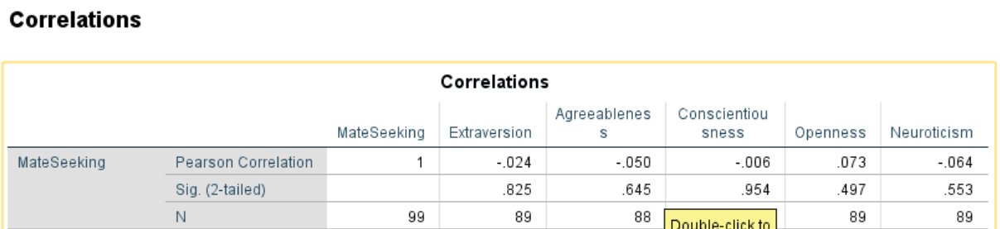 Correlations
Correlations
MateSeeking Extraversion Agreeablenes s Conscientiou sness Openness Neuroticism
MateSeeking Pearson Correlation 1 -.024 -.050 -.006 .073 -.064
Sig. (2-tailed) .825 .645 .954 .497 .553
N 99 89 88 Double-click to 89 89